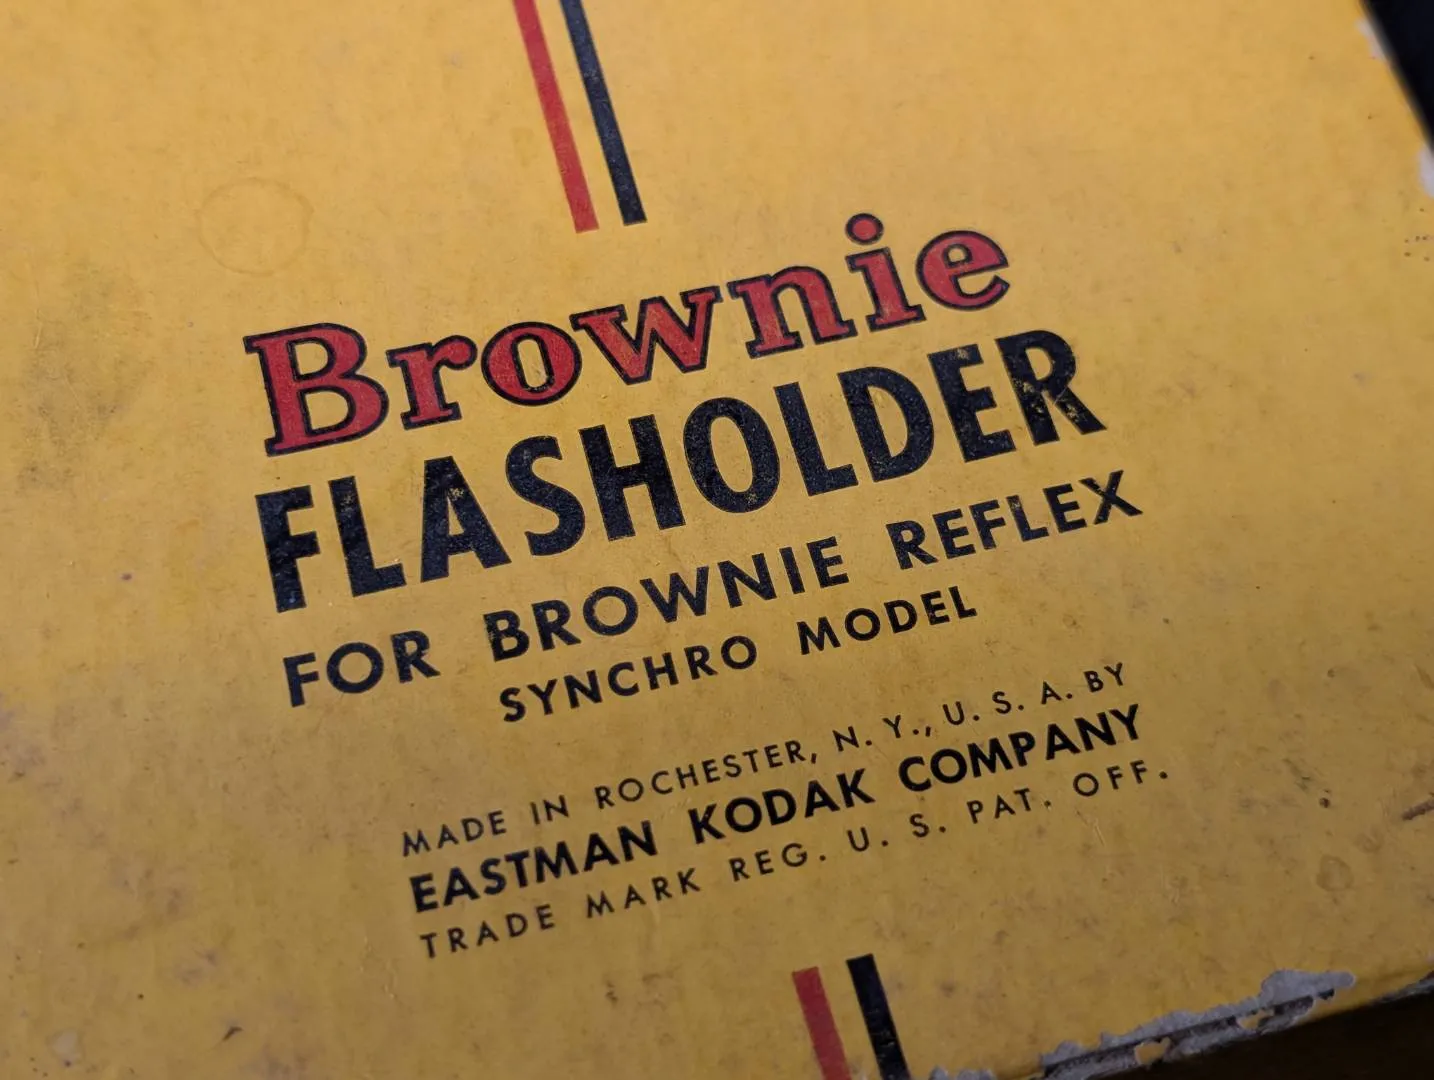 Brownie
FLASHOLDER
FOR BROWNIE REFLEX
SYNCHRO MODEL
MADE IN ROCHESTER, N. Y., U. S. A. BY
EASTMAN KODAK COMPANY
TRADE MARK REG. U. S. PAT. OFF.